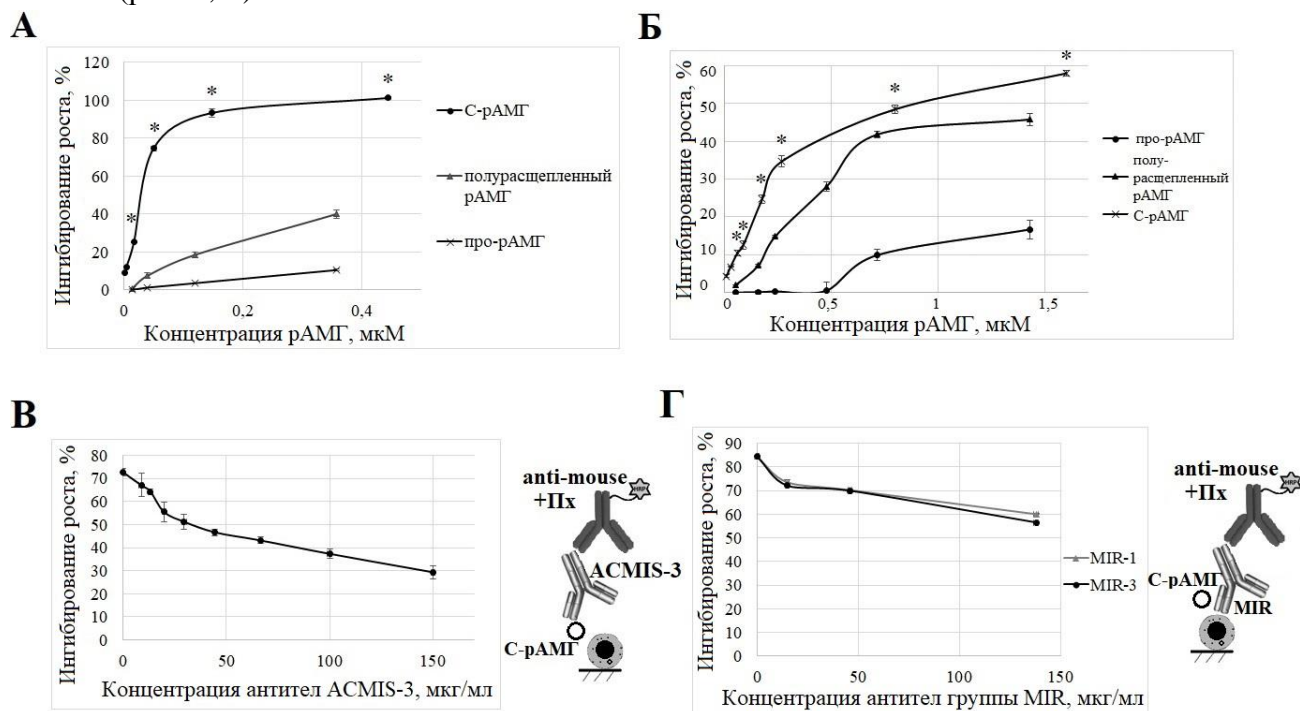 А
Ингибирование роста, %
120
100
80
60
40
20
0
0
0,2
0,4
Концентрация рАМГ, мкМ
* * * *
С-рАМГ
полурасщепленный
рАМГ
про-рАМГ
Б
Ингибирование роста, %
60
50
40
30
20
10
0
0,5
1
1,5
Концентрация рАМГ, мкМ
* * * * * *
про-рАМГ
полу-
расщепленный
рАМГ
С-рАМГ
В
Ингибирование роста, %
80
70
60
50
40
30
20
10
0
0
50
100
150
Концентрация антител ACMIS-3, мкг/мл
anti-mouse
+Пх
HRP
ACMIS-3
С-рАМГ
Г
Ингибирование роста, %
90
80
70
60
50
40
30
20
10
0
0
50
100
150
Концентрация антител группы MIR, мкг/мл
MIR-1
MIR-3
anti-mouse
+Пх
HRP
С-рАМГ
MIR